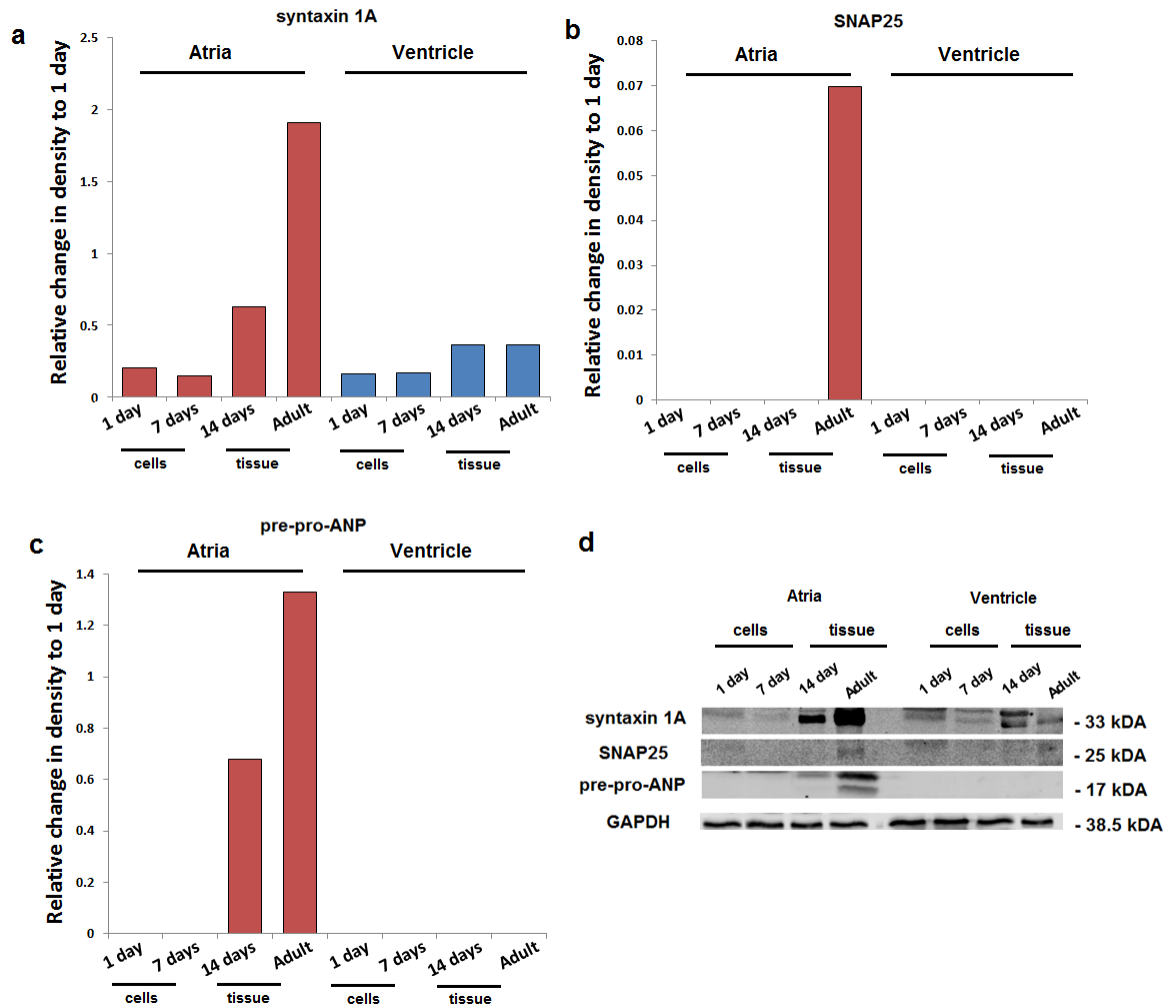 a
syntaxin 1A
Relative change in density to 1 day
2.5
2
1.5
1
0.5
0
Atria
Ventricle
1 day
7 days
14 days
Adult
1 day
7 days
14 days
Adult
cells
tissue
cells
tissue
b
SNAP25
Relative change in density to 1 day
0.08
0.07
0.06
0.05
0.04
0.03
0.02
0.01
0
Atria
Ventricle
1 day
7 days
14 days
Adult
1 day
7 days
14 days
Adult
cells
tissue
cells
tissue
c
pre-pro-ANP
Relative change in density to 1 day
1.4
1.2
1
0.8
0.6
0.4
0.2
0
Atria
Ventricle
1 day
7 days
14 days
Adult
1 day
7 days
14 days
Adult
cells
tissue
cells
tissue
d
Atria Ventricle
cells tissue cells tissue
1 day 7 day 14 day Adult 1 day 7 day 14 day Adult
syntaxin 1A - 33 kDA
SNAP25 - 25 kDA
pre-pro-ANP - 17 kDA
GAPDH - 38.5 kDA